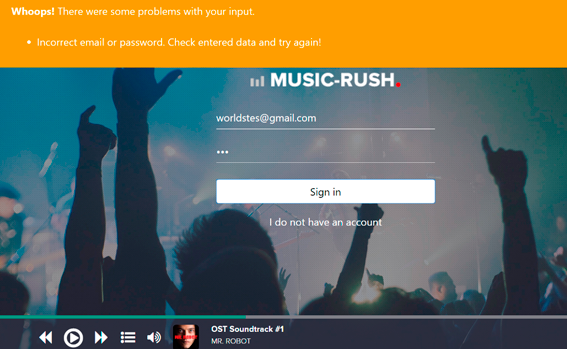 Whoops! There were some problems with your input.
Incorrect email or password. Check entered data and try again!
MUSIC-RUSH.
worldstes@gmail.com
•••
Sign in
I do not have an account
OST Soundtrack #1
MR. ROBOT